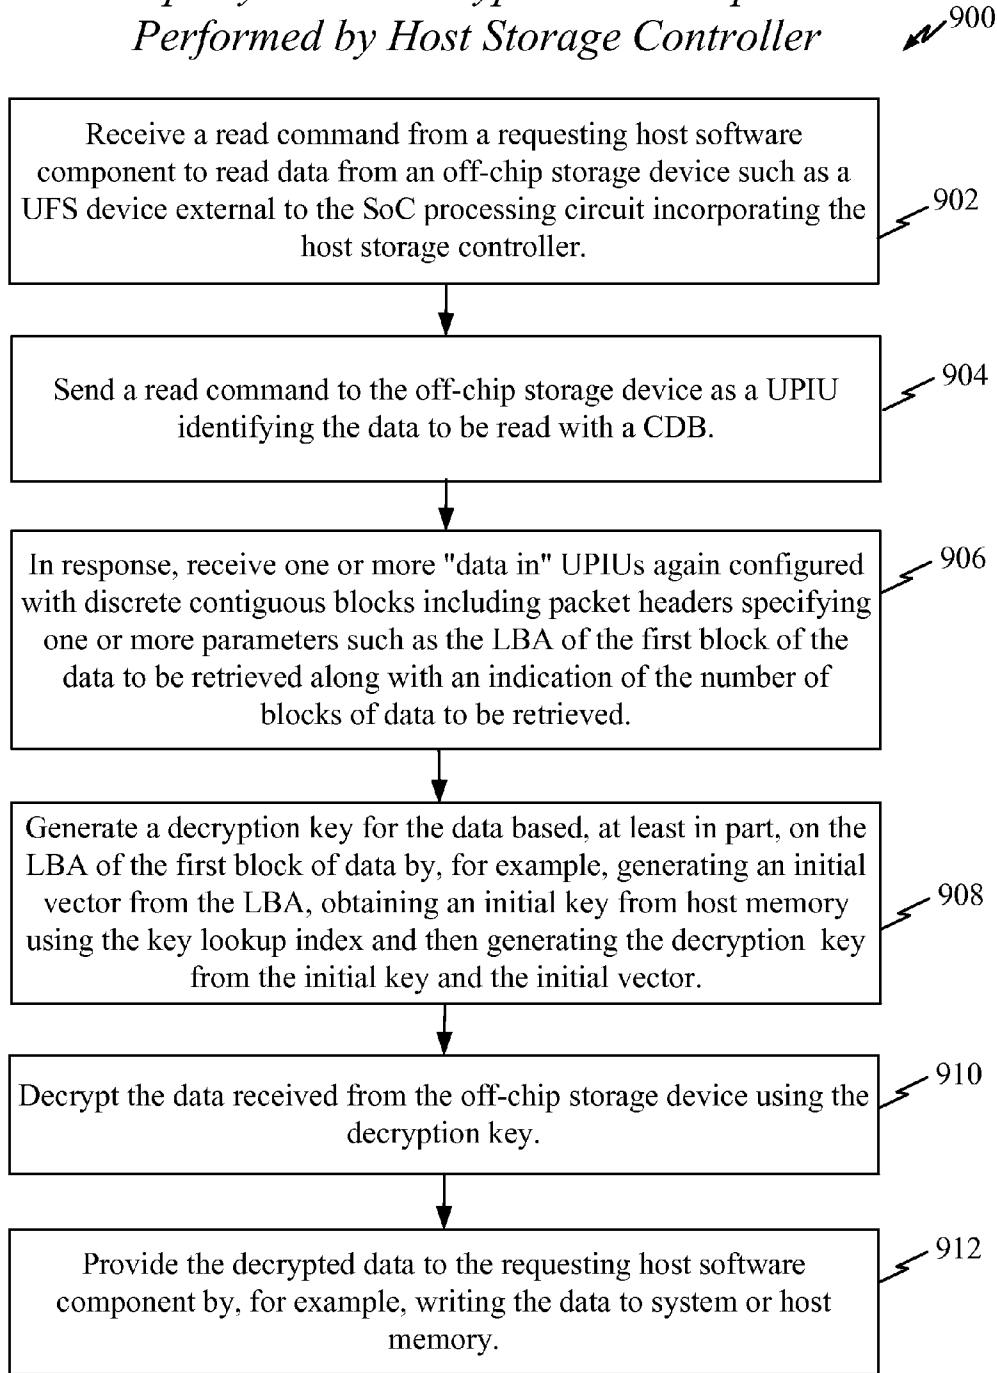 Performed by Host Storage Controller
900
Receive a read command from a requesting host software
component to read data from an off-chip storage device such as a
UFS device external to the SoC processing circuit incorporating the
host storage controller.
902
Send a read command to the off-chip storage device as a UPIU
identifying the data to be read with a CDB.
904
In response, receive one or more "data in" UPIUs again configured
with discrete contiguous blocks including packet headers specifying
one or more parameters such as the LBA of the first block of the
data to be retrieved along with an indication of the number of
blocks of data to be retrieved.
906
Generate a decryption key for the data based, at least in part, on the
LBA of the first block of data by, for example, generating an initial
vector from the LBA, obtaining an initial key from host memory
using the key lookup index and then generating the decryption key
from the initial key and the initial vector.
908
Decrypt the data received from the off-chip storage device using the
decryption key.
910
Provide the decrypted data to the requesting host software
component by, for example, writing the data to system or host
memory.
912